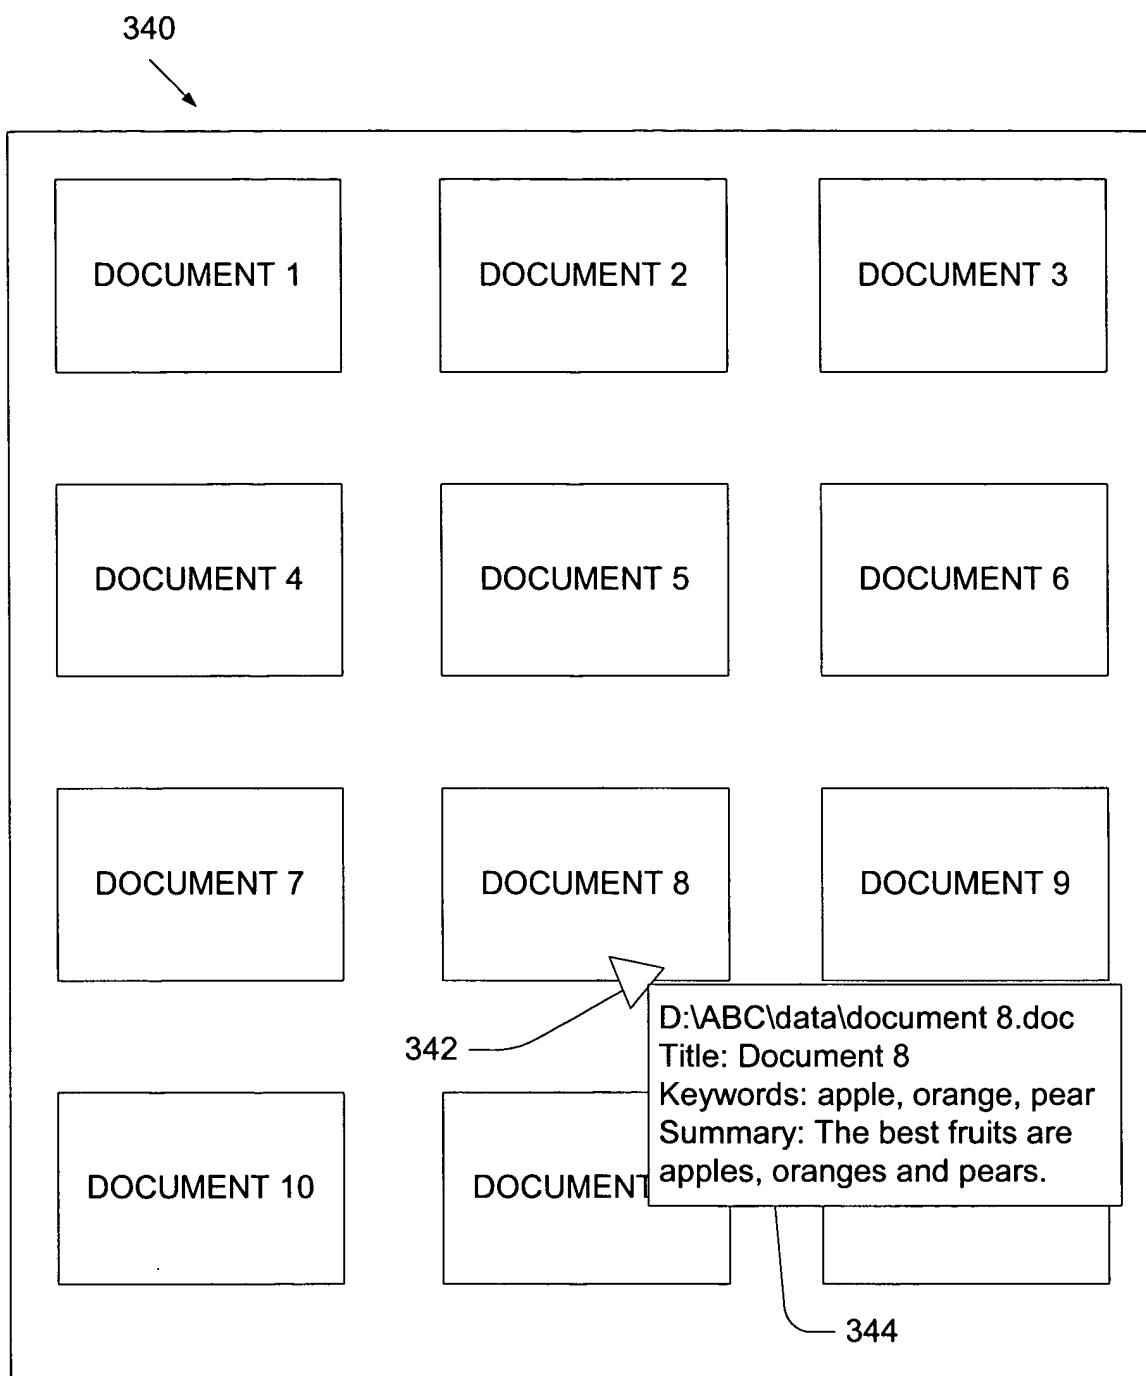 340
DOCUMENT 1
DOCUMENT 2
DOCUMENT 3
DOCUMENT 4
DOCUMENT 5
DOCUMENT 6
DOCUMENT 7
DOCUMENT 8
DOCUMENT 9
342
D:\ABC\data\document 8.doc
Title: Document 8
Keywords: apple, orange, pear
Summary: The best fruits are
apples, oranges and pears.
DOCUMENT 10
DOCUMENT
344